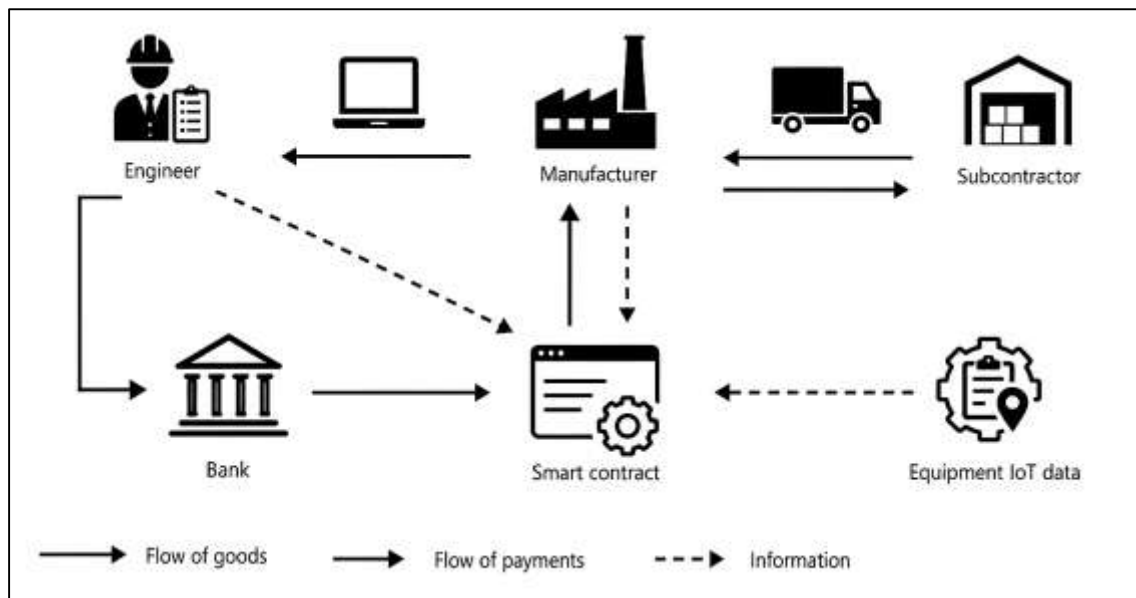 Engineer
Manufacturer
Subcontractor
Bank
Smart contract
Equipment IoT data
Flow of goods
Flow of payments
Information